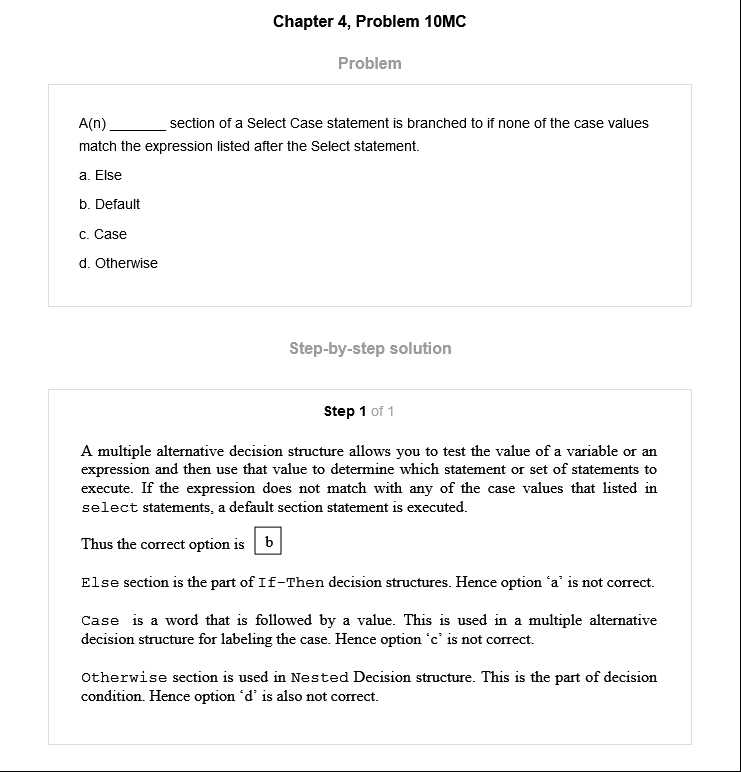 Chapter 4, Problem 10MC
Problem
A(n) _______ section of a Select Case statement is branched to if none of the case values
match the expression listed after the Select statement.
a. Else
b. Default
c. Case
d. Otherwise
Step-by-step solution
Step 1 of 1
A multiple alternative decision structure allows you to test the value of a variable or an
expression and then use that value to determine which statement or set of statements to
execute. If the expression does not match with any of the case values that listed in
select statements, a default section statement is executed.
Thus the correct option is b
Else section is the part of If-Then decision structures. Hence option ‘a’ is not correct.
Case is a word that is followed by a value. This is used in a multiple alternative
decision structure for labeling the case. Hence option ‘c’ is not correct.
Otherwise section is used in Nested Decision structure. This is the part of decision
condition. Hence option ‘d’ is also not correct.